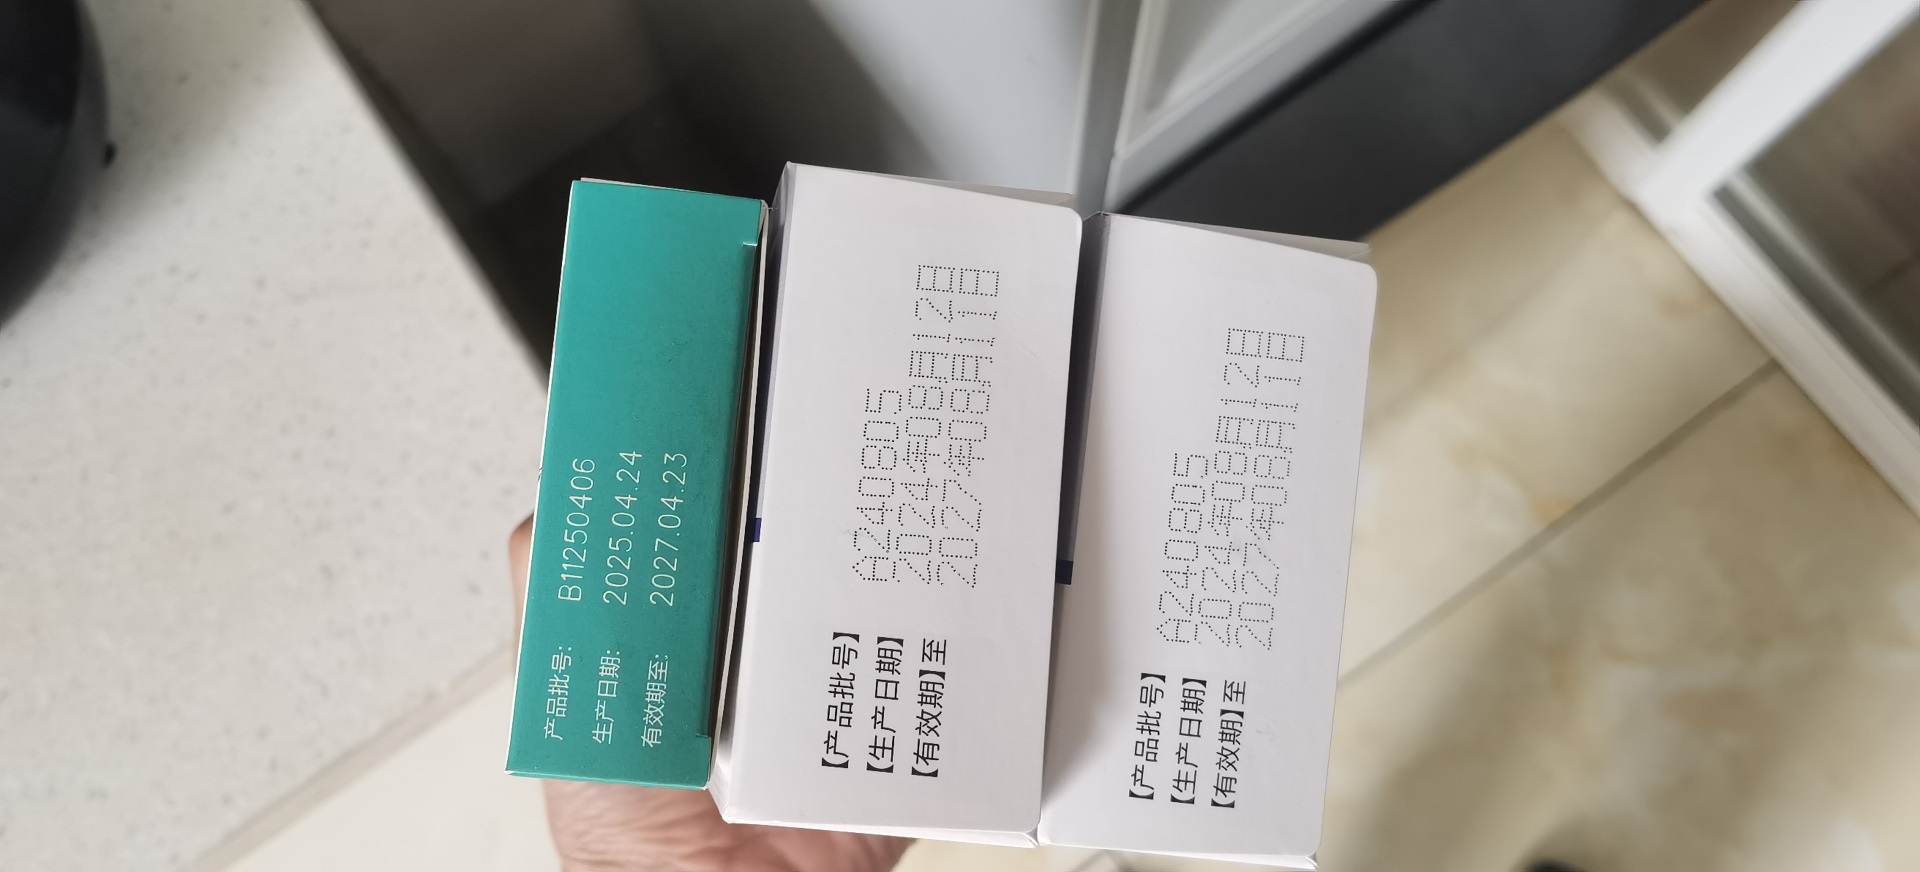 产品批号: B11250406
生产日期: 2025.04.24
有效期至: 2027.04.23
【产品批号】 A240805
【生产日期】 2024年08月12日
【有效期】至 2027年08月11日
【产品批号】 A240805
【生产日期】 2024年08月12日
【有效期】至 2027年08月11日